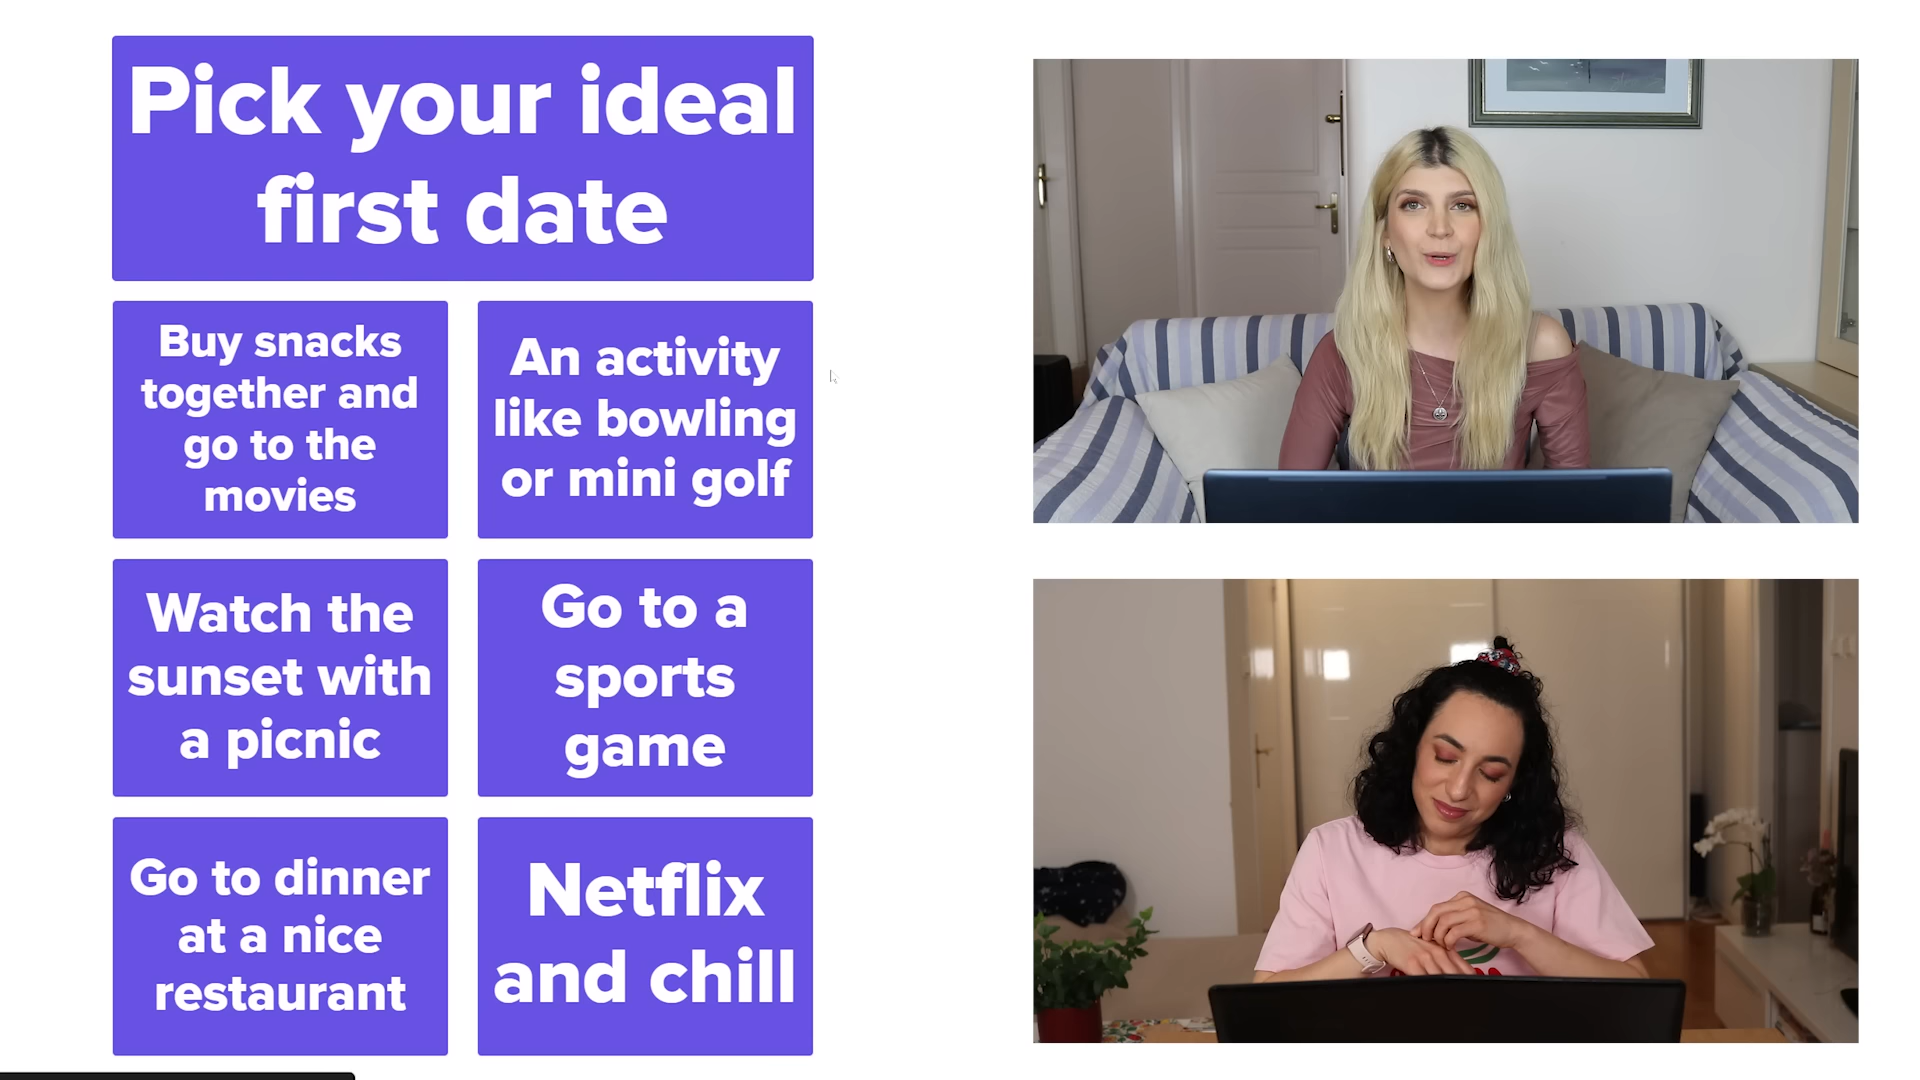 Pick your ideal
first date
Buy snacks
together and
go to the
movies
An activity
like bowling
or mini golf
Watch the
sunset with
a picnic
Go to a
sports
game
Go to dinner
at a nice
restaurant
Netflix
and chill